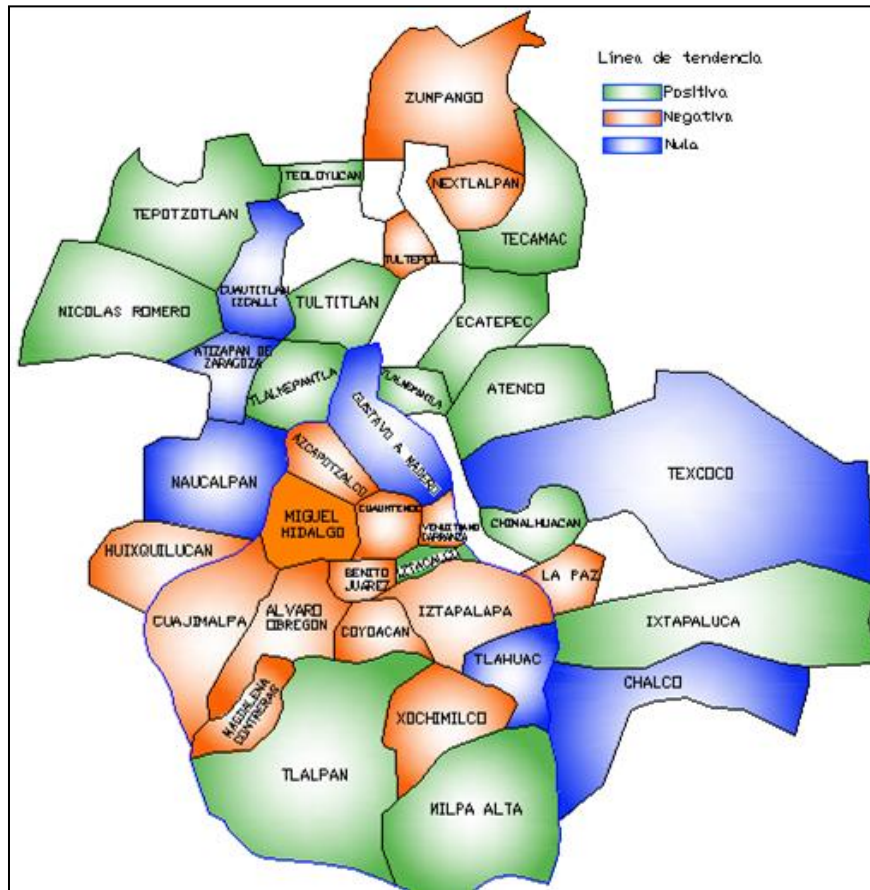 Línea de tendencia
Positiva
Negativa
Nula
ZUNPANGO
TEOLOYUCAN
NEXTLALPAN
TEPOTZOTLAN
TECAMAC
TULTEPEC
CUAUTITLAN
IZCALLI
TULTITLAN
NICOLAS ROMERO
ECATEPEC
ATIZAPAN DE
ZARAGOZA
TLALNEPANTLA
TLALNEPANTLA
ATENCO
GUSTAVO A. MADERO
AZCAPOTZALCO
NAUCALPAN
TEXCOCO
MIGUEL
HIDALGO
CUAUHTEMOC
VENUSTIANO
CARRANZA
CHINALHUACAN
HUIXQUILUCAN
IZTACALCO
BENITO
JUAREZ
LA PAZ
CUAJIMALPA
ALVARO
OBREGON
COYOACAN
IZTAPALAPA
IXTAPALUCA
TLAHUAC
CHALCO
MAGDALENA
CONTRERAS
XOCHIMILCO
TLALPAN
MILPA ALTA